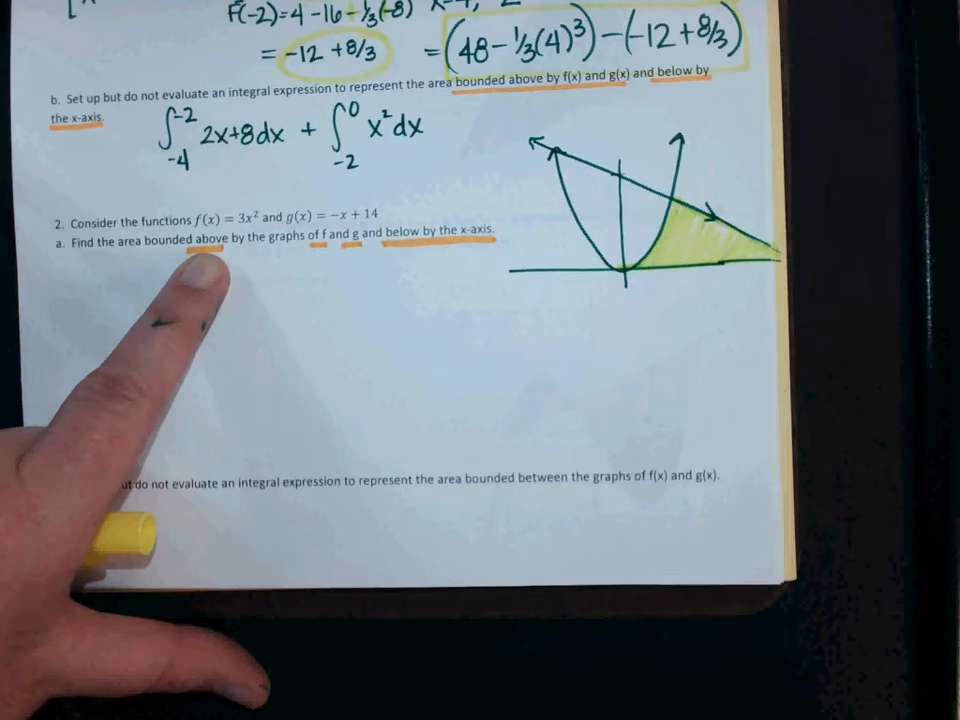 F(-2)=4-16-⅓(-8)
= -12 + 8/3 = (48 - ⅓(4)³) - (-12 + 8/3)
b. Set up but do not evaluate an integral expression to represent the area bounded above by f(x) and g(x) and below by
the x-axis.
∫₋₄⁻² 2x+8dx + ∫₋₂⁰ x²dx
2. Consider the functions f(x) = 3x² and g(x) = −x + 14
a. Find the area bounded above by the graphs of f and g and below by the x-axis.
do not evaluate an integral expression to represent the area bounded between the graphs of f(x) and g(x).